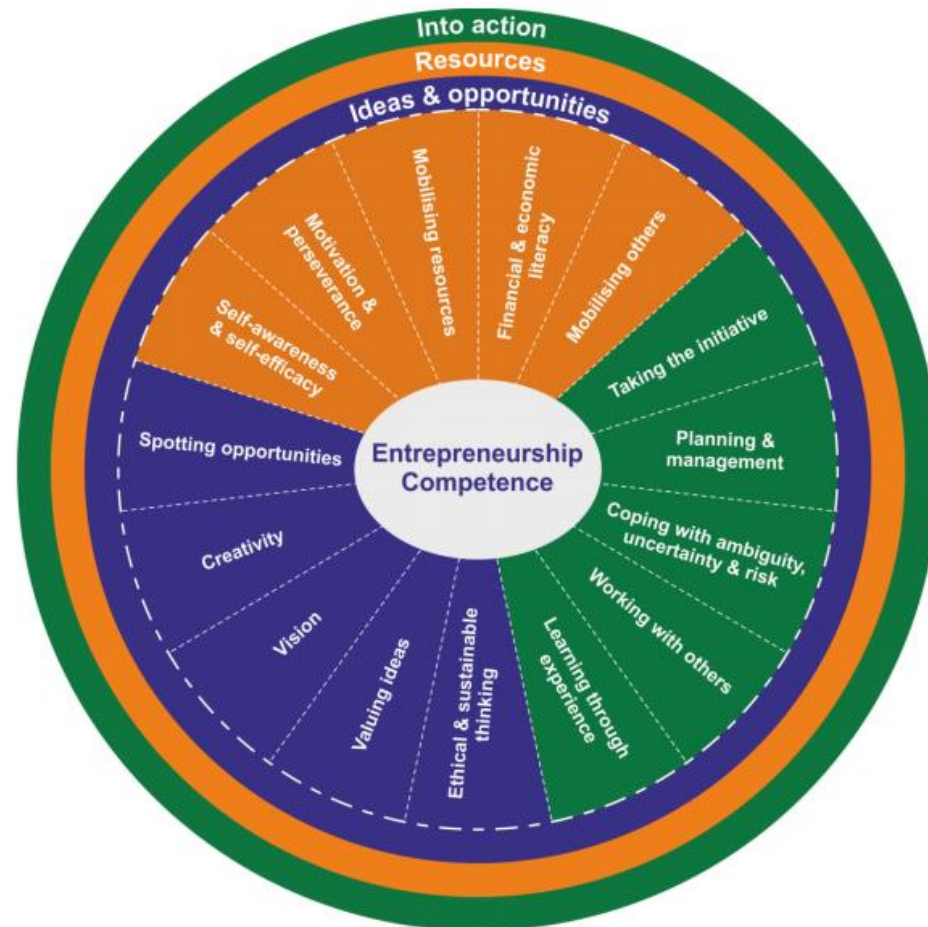 Into action
Resources
Ideas & opportunities
Self-awareness
& self-efficacy
Motivation &
perseverance
Mobilising resources
Financial & economic
literacy
Mobilising others
Taking the initiative
Planning &
management
Coping with ambiguity,
uncertainty & risk
Working with others
Learning through
experience
Ethical & sustainable
thinking
Valuing ideas
Vision
Creativity
Spotting opportunities
Entrepreneurship
Competence